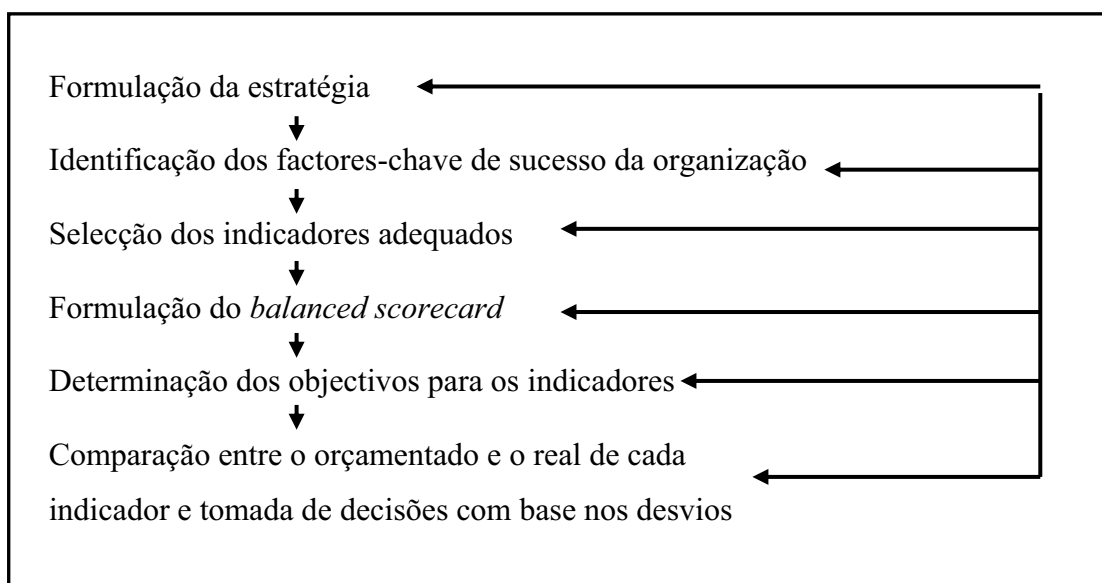 Formulação da estratégia
Identificação dos factores-chave de sucesso da organização
Selecção dos indicadores adequados
Formulação do balanced scorecard
Determinação dos objectivos para os indicadores
Comparação entre o orçamentado e o real de cada
indicador e tomada de decisões com base nos desvios